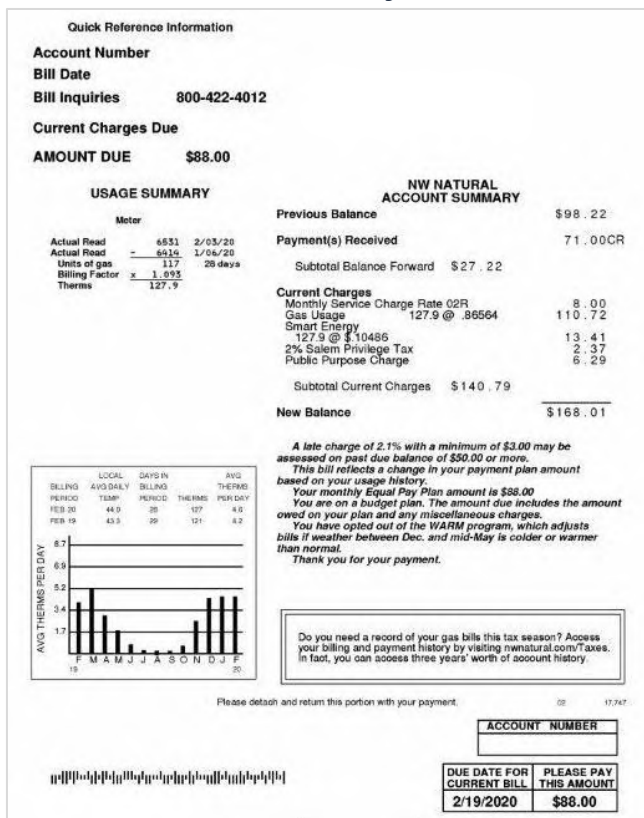 Quick Reference Information
Account Number
Bill Date
Bill Inquiries 800-422-4012
Current Charges Due
AMOUNT DUE $88.00
USAGE SUMMARY
Meter
Actual Read 6531 2/03/20
Actual Read - 6414 1/06/20
Units of gas 117 28 days
Billing Factor x 1.093
Therms 127.9
NW NATURAL
ACCOUNT SUMMARY
Previous Balance $98.22
Payment(s) Received 71.00CR
Subtotal Balance Forward $27.22
Current Charges
Monthly Service Charge Rate 02R 8.00
Gas Usage 127.9 @ .86564 110.72
Smart Energy
127.9 @ $.10486 13.41
2% Salem Privilege Tax 2.37
Public Purpose Charge 6.29
Subtotal Current Charges $140.79
New Balance $168.01
A late charge of 2.1% with a minimum of $3.00 may be
assessed on past due balance of $50.00 or more.
This bill reflects a change in your payment plan amount
based on your usage history.
Your monthly Equal Pay Plan amount is $88.00
You are on a budget plan. The amount due includes the amount
owed on your plan and any miscellaneous charges.
You have opted out of the WARM program, which adjusts
bills if weather between Dec. and mid-May is colder or warmer
than normal.
Thank you for your payment.
LOCAL DAYS IN AVG
BILLING AVG DAILY BILLING THERMS
PERIOD TEMP PERIOD THERMS PER DAY
FEB 20 44.0 28 127
FEB 19 29 121 4.2
AVG THERMS PER DAY
8.7
6.9
5.2
3.4
1.7
F M A M J J A S O N D J F
19 20
Do you need a record of your gas bills this tax season? Access
your billing and payment history by visiting nwnatural.com/Taxes.
In fact, you can access three years' worth of account history.
Please detach and return this portion with your payment. 02 17,747
ACCOUNT NUMBER
DUE DATE FOR CURRENT BILL
PLEASE PAY THIS AMOUNT
2/19/2020 $88.00